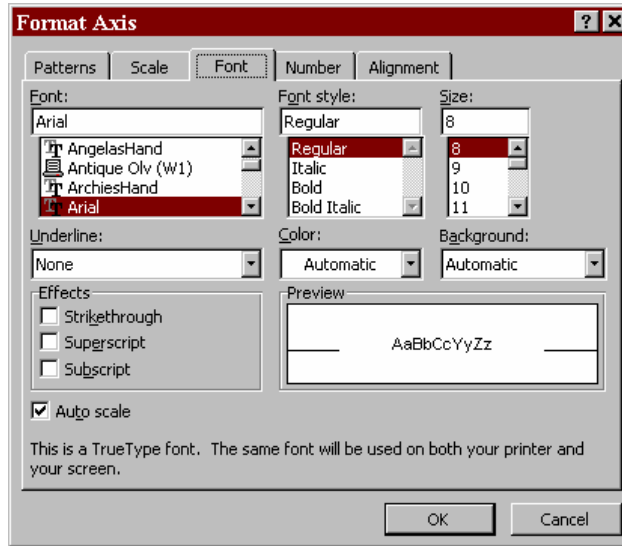 Format Axis
Patterns Scale Font Number Alignment
Font: Font style: Size:
Arial Regular 8
AngelasHand Regular 8
Antique Olv (W1) Italic 9
ArchiesHand Bold 10
Arial Bold Italic 11
Underline: Color: Background:
None Automatic Automatic
Effects Preview
Strikethrough
Superscript AaBbCcYyZz
Subscript
Auto scale
This is a TrueType font. The same font will be used on both your printer and
your screen.
OK Cancel